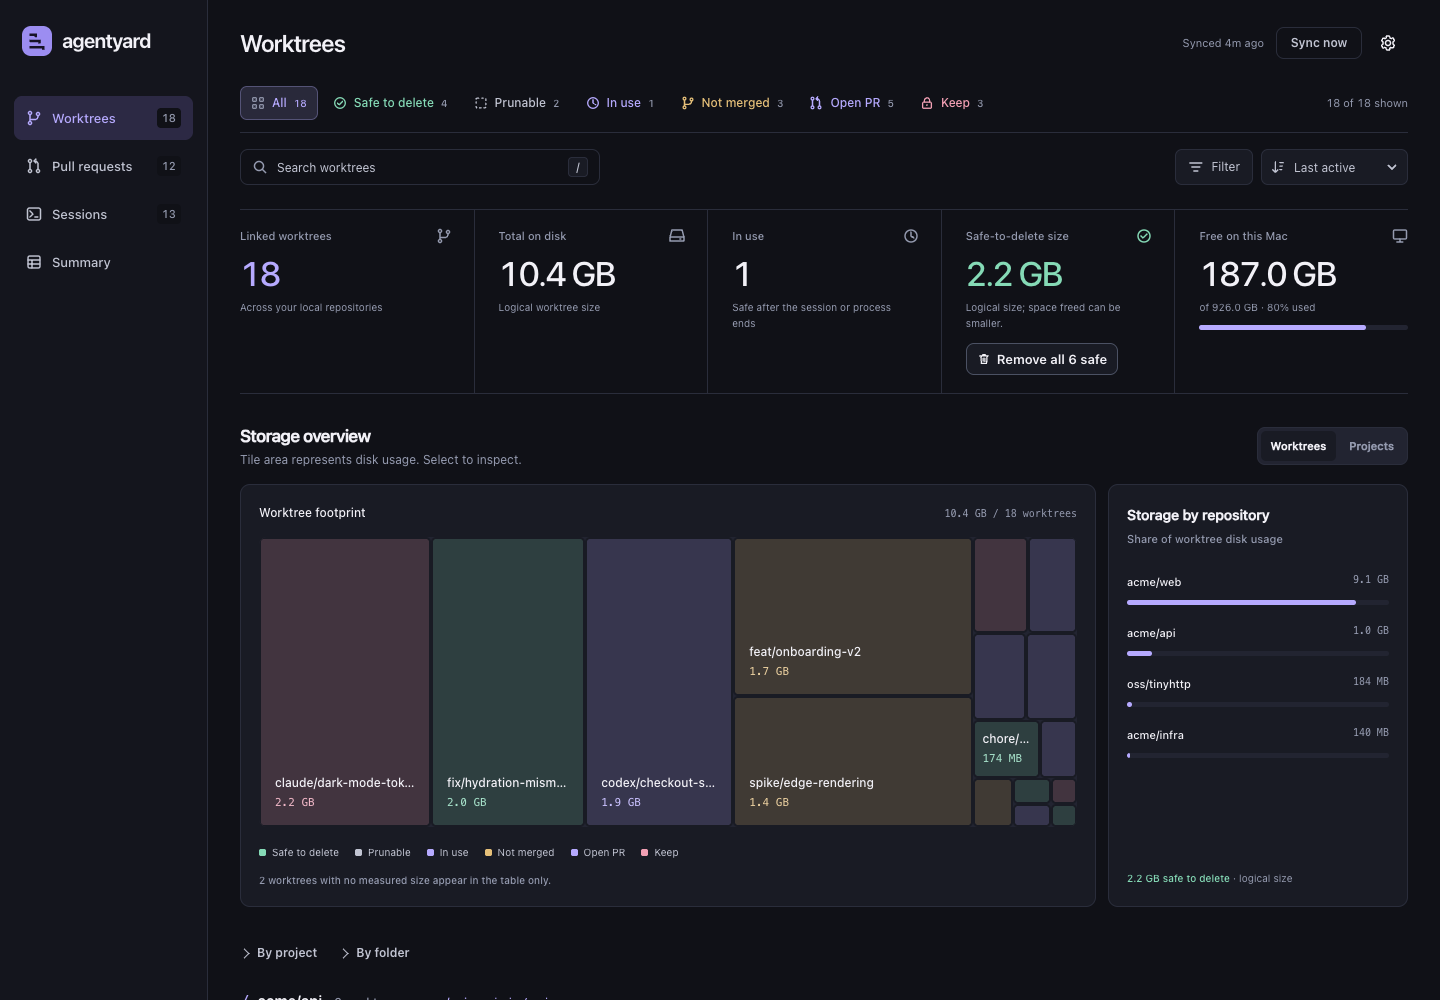 agentyard
Worktrees 18
Pull requests 12
Sessions 13
Summary
Worktrees
Synced 4m ago
Sync now
All 18
Safe to delete 4
Prunable 2
In use 1
Not merged 3
Open PR 5
Keep 3
18 of 18 shown
Search worktrees
/
Filter
Last active
Linked worktrees
18
Across your local repositories
Total on disk
10.4 GB
Logical worktree size
In use
1
Safe after the session or process
ends
Safe-to-delete size
2.2 GB
Logical size; space freed can be
smaller.
Remove all 6 safe
Free on this Mac
187.0 GB
of 926.0 GB · 80% used
Storage overview
Tile area represents disk usage. Select to inspect.
Worktrees
Projects
Worktree footprint
10.4 GB / 18 worktrees
claude/dark-mode-tok...
2.2 GB
fix/hydration-mism...
2.0 GB
codex/checkout-s...
1.9 GB
feat/onboarding-v2
1.7 GB
spike/edge-rendering
1.4 GB
chore/...
174 MB
Safe to delete
Prunable
In use
Not merged
Open PR
Keep
2 worktrees with no measured size appear in the table only.
Storage by repository
Share of worktree disk usage
acme/web
9.1 GB
acme/api
1.0 GB
oss/tinyhttp
184 MB
acme/infra
140 MB
2.2 GB safe to delete · logical size
By project
By folder
acme/api